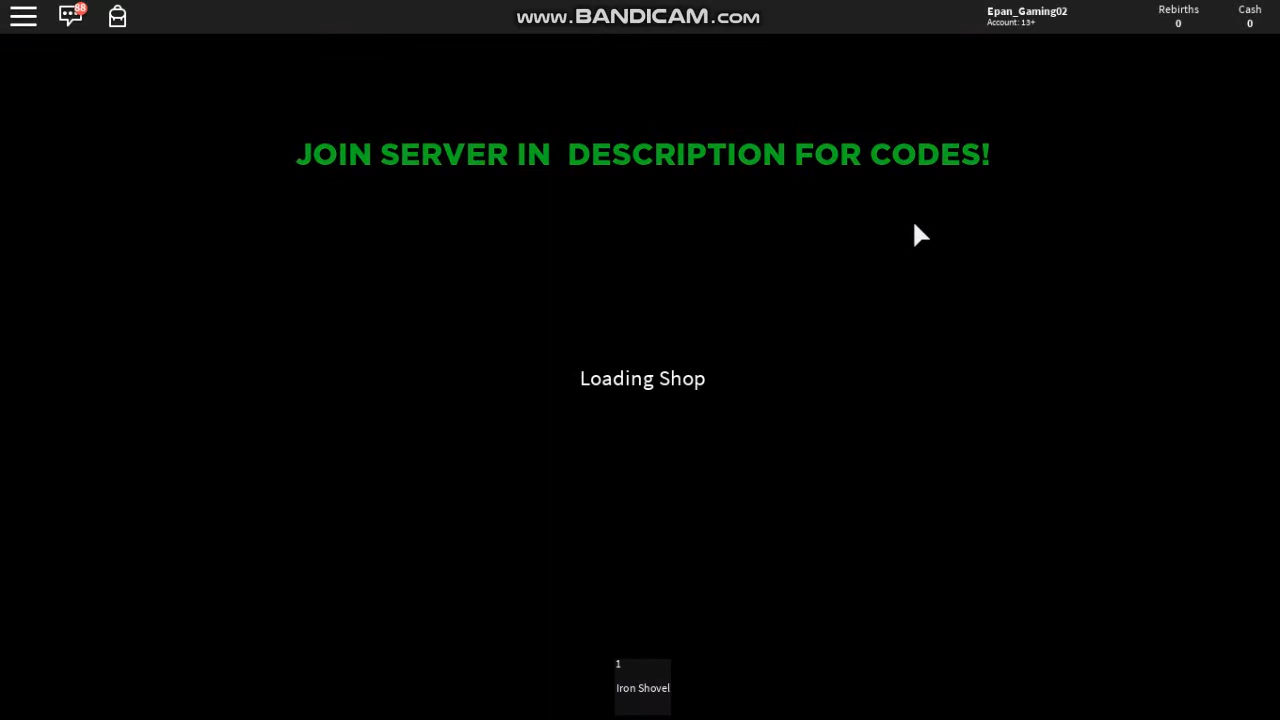 88
www.BANDICAM.com
Epan_Gaming02
Account: 13+
Rebirths
0
Cash
0
JOIN SERVER IN  DESCRIPTION FOR CODES!
Loading Shop
1
Iron Shovel